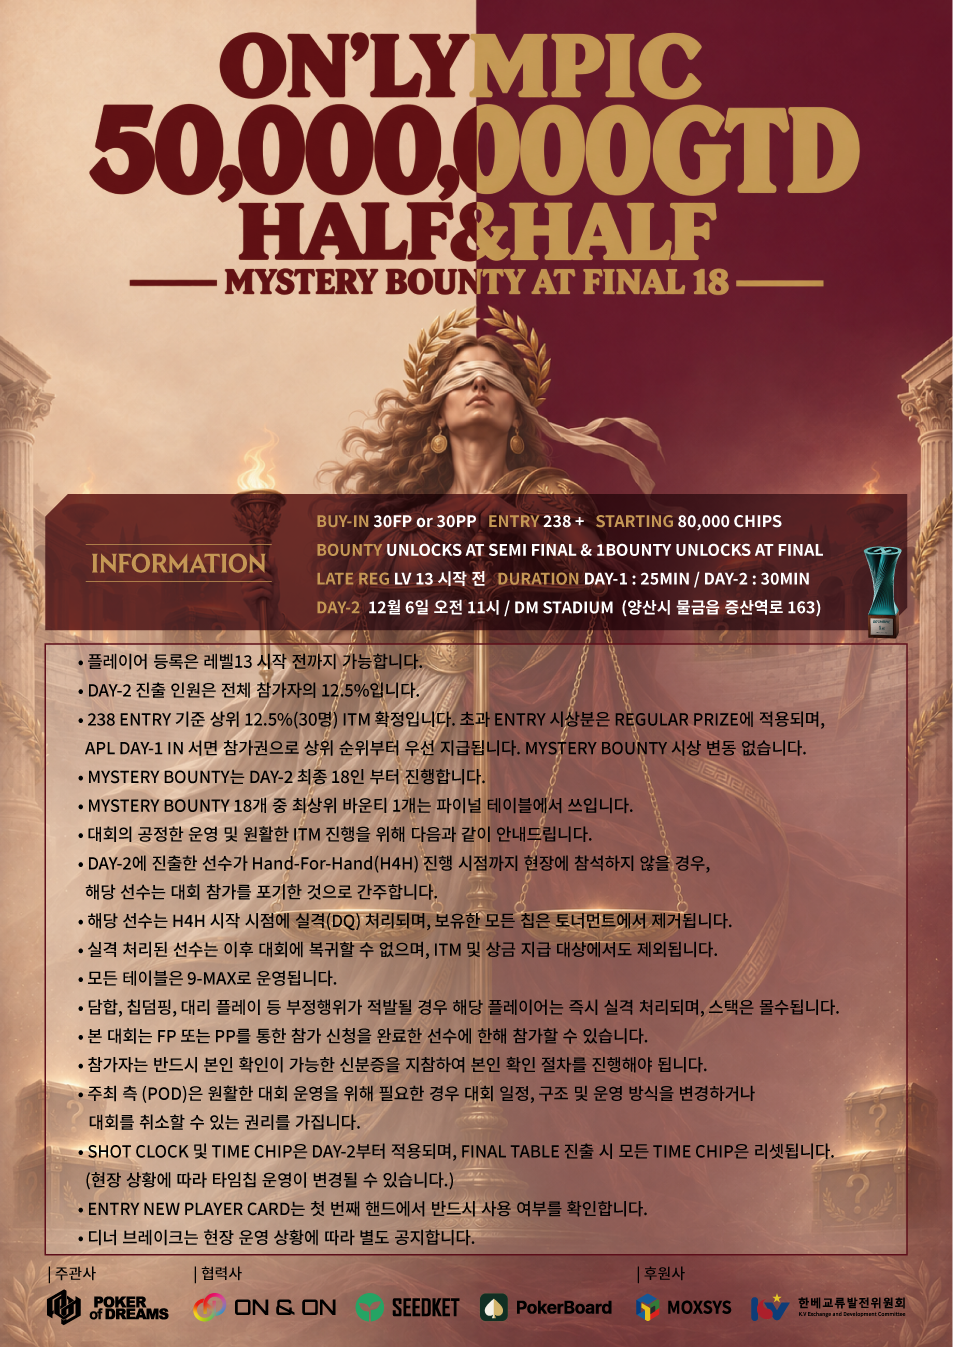 ON'LYMPIC
50,000,000GTD
HALF&HALF
MYSTERY BOUNTY AT FINAL 18
INFORMATION
BUY-IN 30FP or 30PP ENTRY 238 + STARTING 80,000 CHIPS
BOUNTY UNLOCKS AT SEMI FINAL & 1BOUNTY UNLOCKS AT FINAL
LATE REG LV 13 시작 전 DURATION DAY-1 : 25MIN / DAY-2 : 30MIN
DAY-2 12월 6일 오전 11시 / DM STADIUM (양산시 물금읍 증산역로 163)
• 플레이어 등록은 레벨13 시작 전까지 가능합니다.
• DAY-2 진출 인원은 전체 참가자의 12.5%입니다.
• 238 ENTRY 기준 상위 12.5%(30명) ITM 확정입니다. 초과 ENTRY 시상분은 REGULAR PRIZE에 적용되며,
APL DAY-1 IN 서면 참가권으로 상위 순위부터 우선 지급됩니다. MYSTERY BOUNTY 시상 변동 없습니다.
• MYSTERY BOUNTY는 DAY-2 최종 18인 부터 진행합니다.
• MYSTERY BOUNTY 18개 중 최상위 바운티 1개는 파이널 테이블에서 쓰입니다.
• 대회의 공정한 운영 및 원활한 ITM 진행을 위해 다음과 같이 안내드립니다.
• DAY-2에 진출한 선수가 Hand-For-Hand(H4H) 진행 시점까지 현장에 참석하지 않을 경우,
해당 선수는 대회 참가를 포기한 것으로 간주합니다.
• 해당 선수는 H4H 시작 시점에 실격(DQ) 처리되며, 보유한 모든 칩은 토너먼트에서 제거됩니다.
• 실격 처리된 선수는 이후 대회에 복귀할 수 없으며, ITM 및 상금 지급 대상에서도 제외됩니다.
• 모든 테이블은 9-MAX로 운영됩니다.
• 담합, 칩덤핑, 대리 플레이 등 부정행위가 적발될 경우 해당 플레이어는 즉시 실격 처리되며, 스택은 몰수됩니다.
• 본 대회는 FP 또는 PP를 통한 참가 신청을 완료한 선수에 한해 참가할 수 있습니다.
• 참가자는 반드시 본인 확인이 가능한 신분증을 지참하여 본인 확인 절차를 진행해야 됩니다.
• 주최 측 (POD)은 원활한 대회 운영을 위해 필요한 경우 대회 일정, 구조 및 운영 방식을 변경하거나
대회를 취소할 수 있는 권리를 가집니다.
• SHOT CLOCK 및 TIME CHIP은 DAY-2부터 적용되며, FINAL TABLE 진출 시 모든 TIME CHIP은 리셋됩니다.
(현장 상황에 따라 타임칩 운영이 변경될 수 있습니다.)
• ENTRY NEW PLAYER CARD는 첫 번째 핸드에서 반드시 사용 여부를 확인합니다.
• 디너 브레이크는 현장 운영 상황에 따라 별도 공지합니다.
| 주관사 | 협력사 | 후원사
POKER of DREAMS ON & ON SEEDKET PokerBoard MOXSYS KV 한베교류발전위원회
K.V Exchange and Development Committee